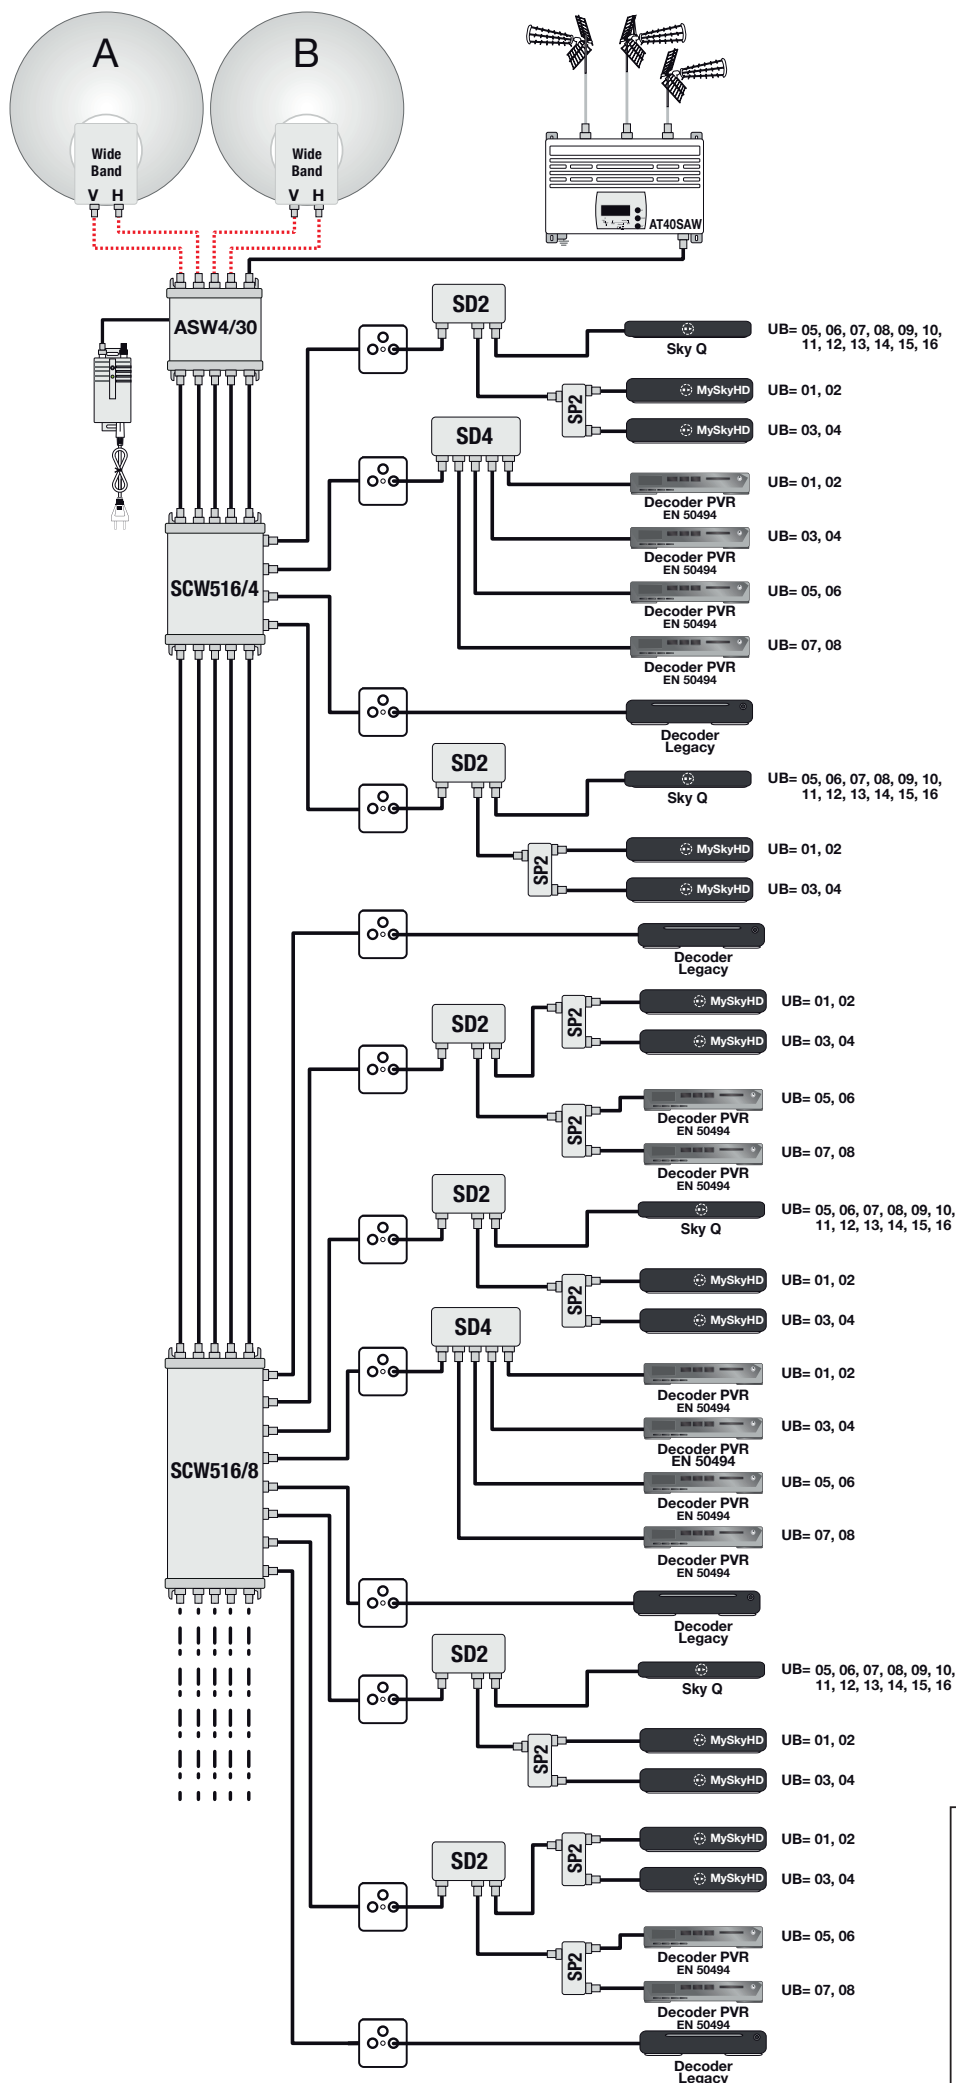 A
B
Wide
Band
V H
Wide
Band
V H
AT40SAW
ASW4/30
SD2
Sky Q
UB= 05, 06, 07, 08, 09, 10,
11, 12, 13, 14, 15, 16
SP2
MySkyHD
UB= 01, 02
MySkyHD
UB= 03, 04
SD4
Decoder PVR
EN 50494
UB= 01, 02
Decoder PVR
EN 50494
UB= 03, 04
SCW516/4
Decoder PVR
EN 50494
UB= 05, 06
Decoder PVR
EN 50494
UB= 07, 08
Decoder
Legacy
SD2
Sky Q
UB= 05, 06, 07, 08, 09, 10,
11, 12, 13, 14, 15, 16
SP2
MySkyHD
UB= 01, 02
MySkyHD
UB= 03, 04
Decoder
Legacy
SD2
SP2
MySkyHD
UB= 01, 02
MySkyHD
UB= 03, 04
SP2
Decoder PVR
EN 50494
UB= 05, 06
Decoder PVR
EN 50494
UB= 07, 08
SD2
Sky Q
UB= 05, 06, 07, 08, 09, 10,
11, 12, 13, 14, 15, 16
SP2
MySkyHD
UB= 01, 02
MySkyHD
UB= 03, 04
SD4
Decoder PVR
EN 50494
UB= 01, 02
Decoder PVR
EN 50494
UB= 03, 04
SCW516/8
Decoder PVR
EN 50494
UB= 05, 06
Decoder PVR
EN 50494
UB= 07, 08
Decoder
Legacy
SD2
Sky Q
UB= 05, 06, 07, 08, 09, 10,
11, 12, 13, 14, 15, 16
SP2
MySkyHD
UB= 01, 02
MySkyHD
UB= 03, 04
SD2
SP2
MySkyHD
UB= 01, 02
MySkyHD
UB= 03, 04
SP2
Decoder PVR
EN 50494
UB= 05, 06
Decoder PVR
EN 50494
UB= 07, 08
Decoder
Legacy